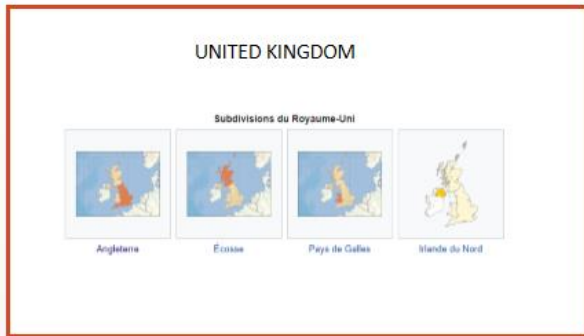 UNITED KINGDOM
Subdivisions du Royaume-Uni
Angleterre
Écosse
Pays de Galles
Irlande du Nord